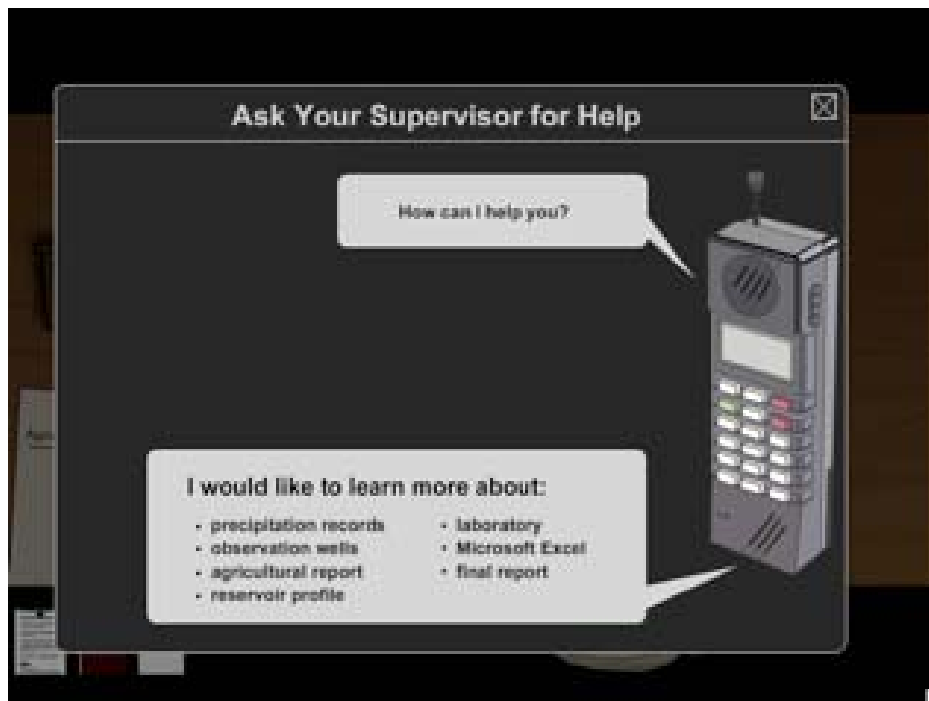 Ask Your Supervisor for Help
How can I help you?
I would like to learn more about:
precipitation records
observation wells
agricultural report
reservoir profile
laboratory
Microsoft Excel
final report